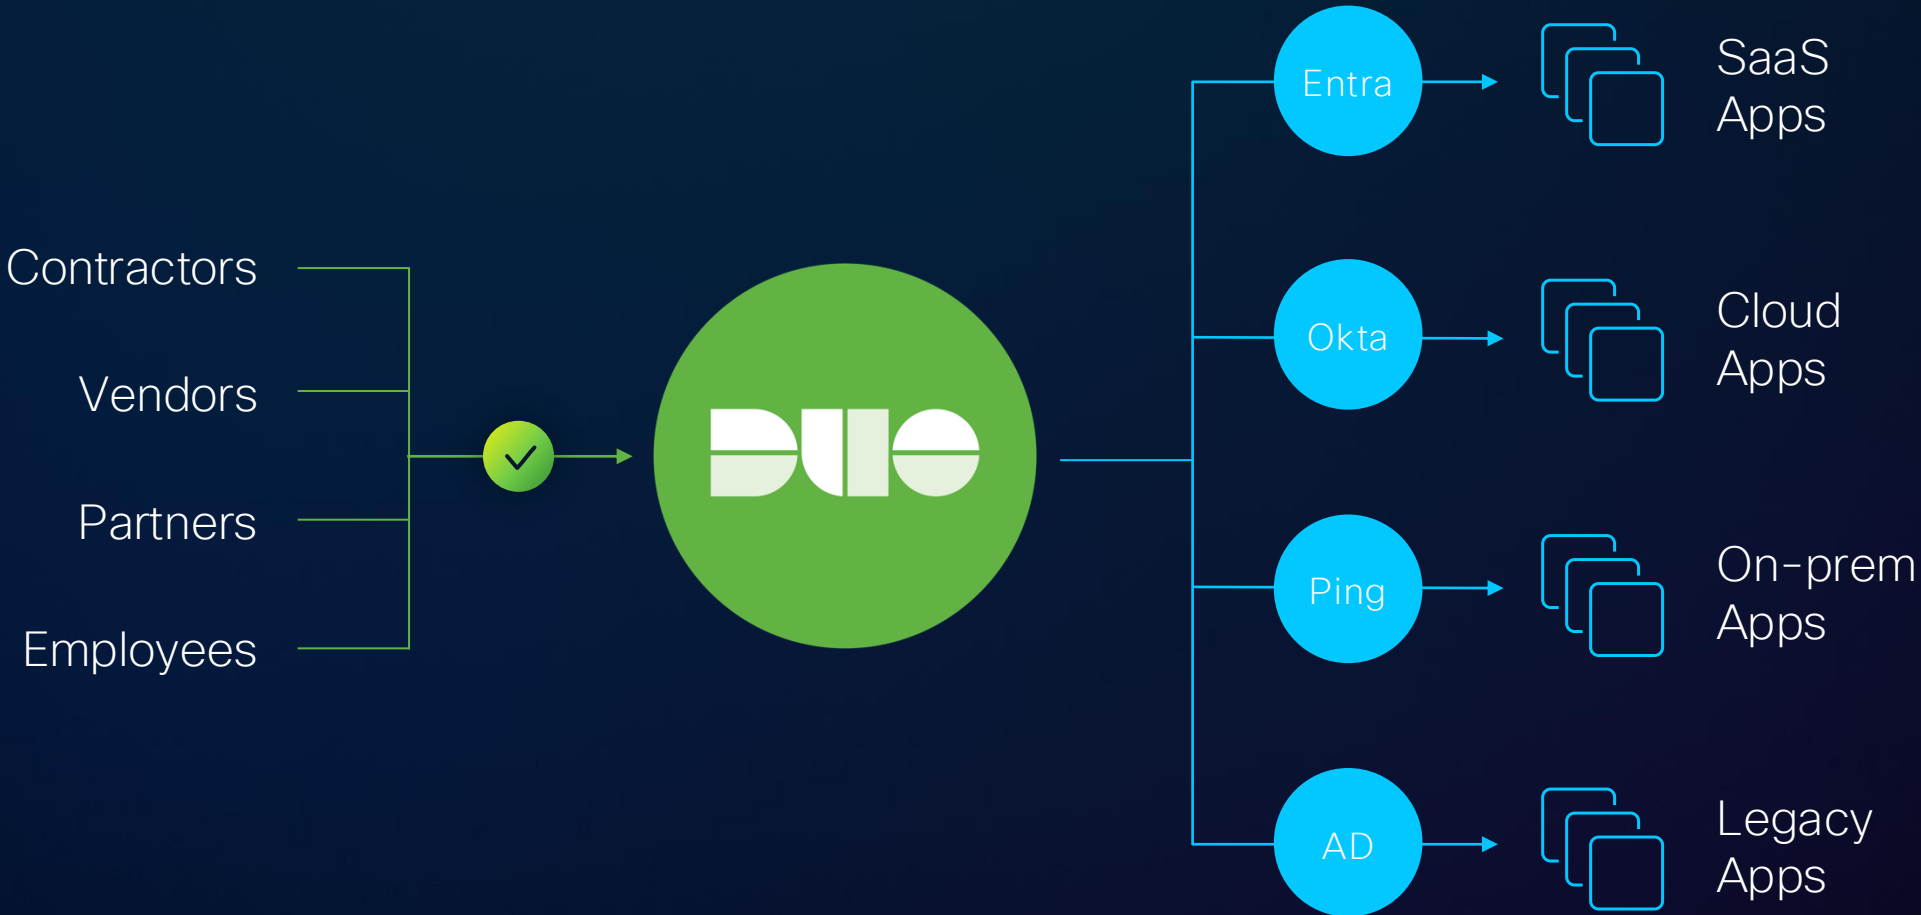 Contractors
Vendors
Partners
Employees
DUO
Entra
Okta
Ping
AD
SaaS
Apps
Cloud
Apps
On-prem
Apps
Legacy
Apps